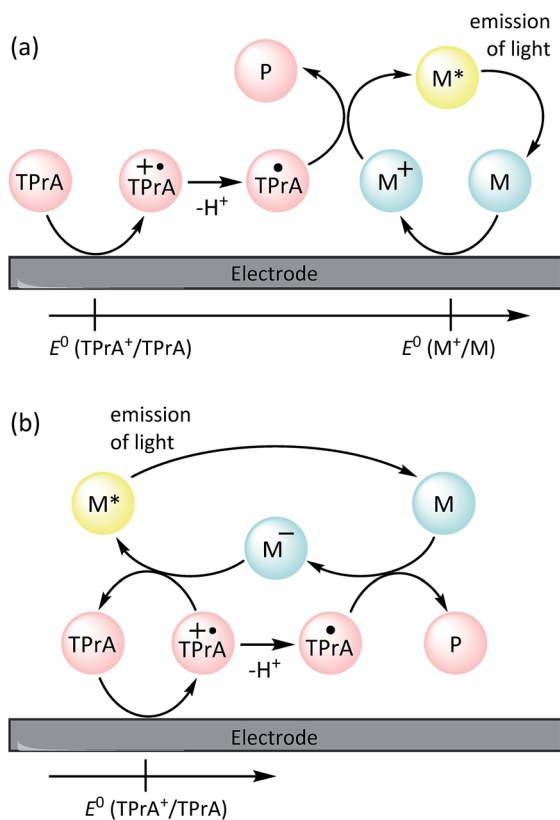 (a)
emission
of light
P
M*
TPrA
+•
TPrA
-H⁺
•
TPrA
M⁺
M
Electrode
E⁰ (TPrA⁺/TPrA)
E⁰ (M⁺/M)
(b)
emission
of light
M*
M
M⁻
TPrA
+•
TPrA
-H⁺
•
TPrA
P
Electrode
E⁰ (TPrA⁺/TPrA)